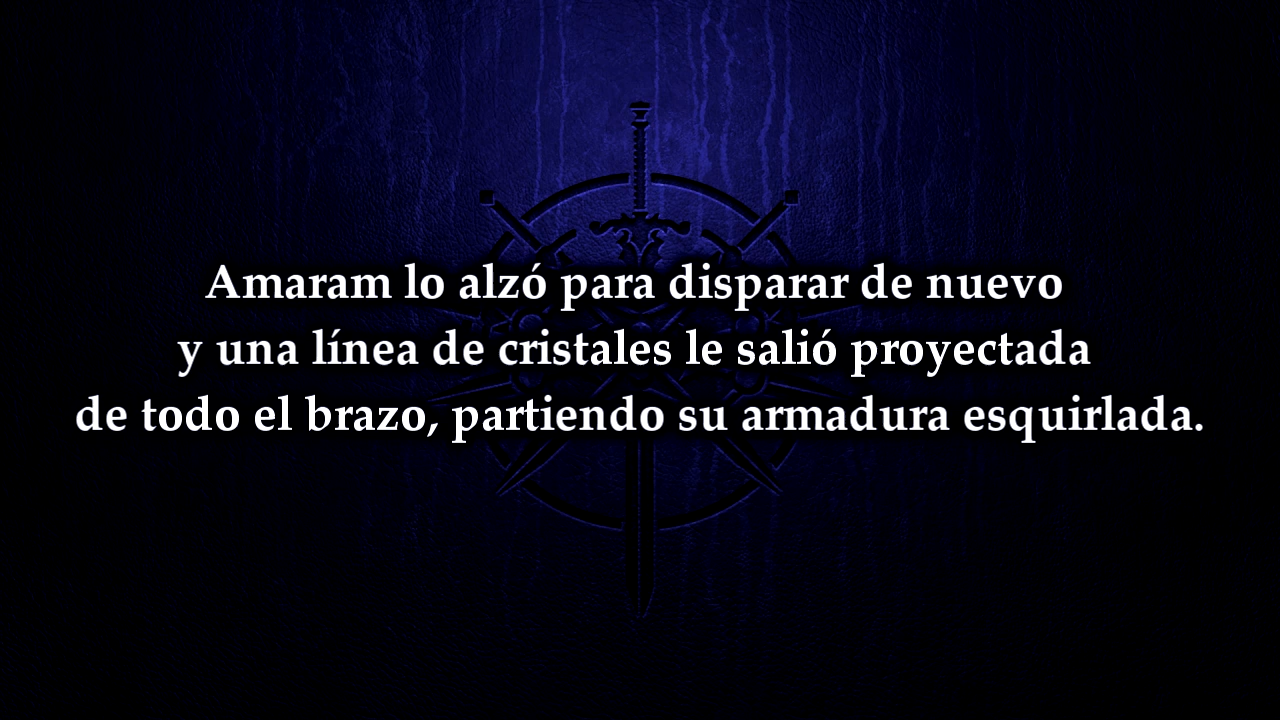 Amaram lo alzó para disparar de nuevo
y una línea de cristales le salió proyectada
de todo el brazo, partiendo su armadura esquirlada.